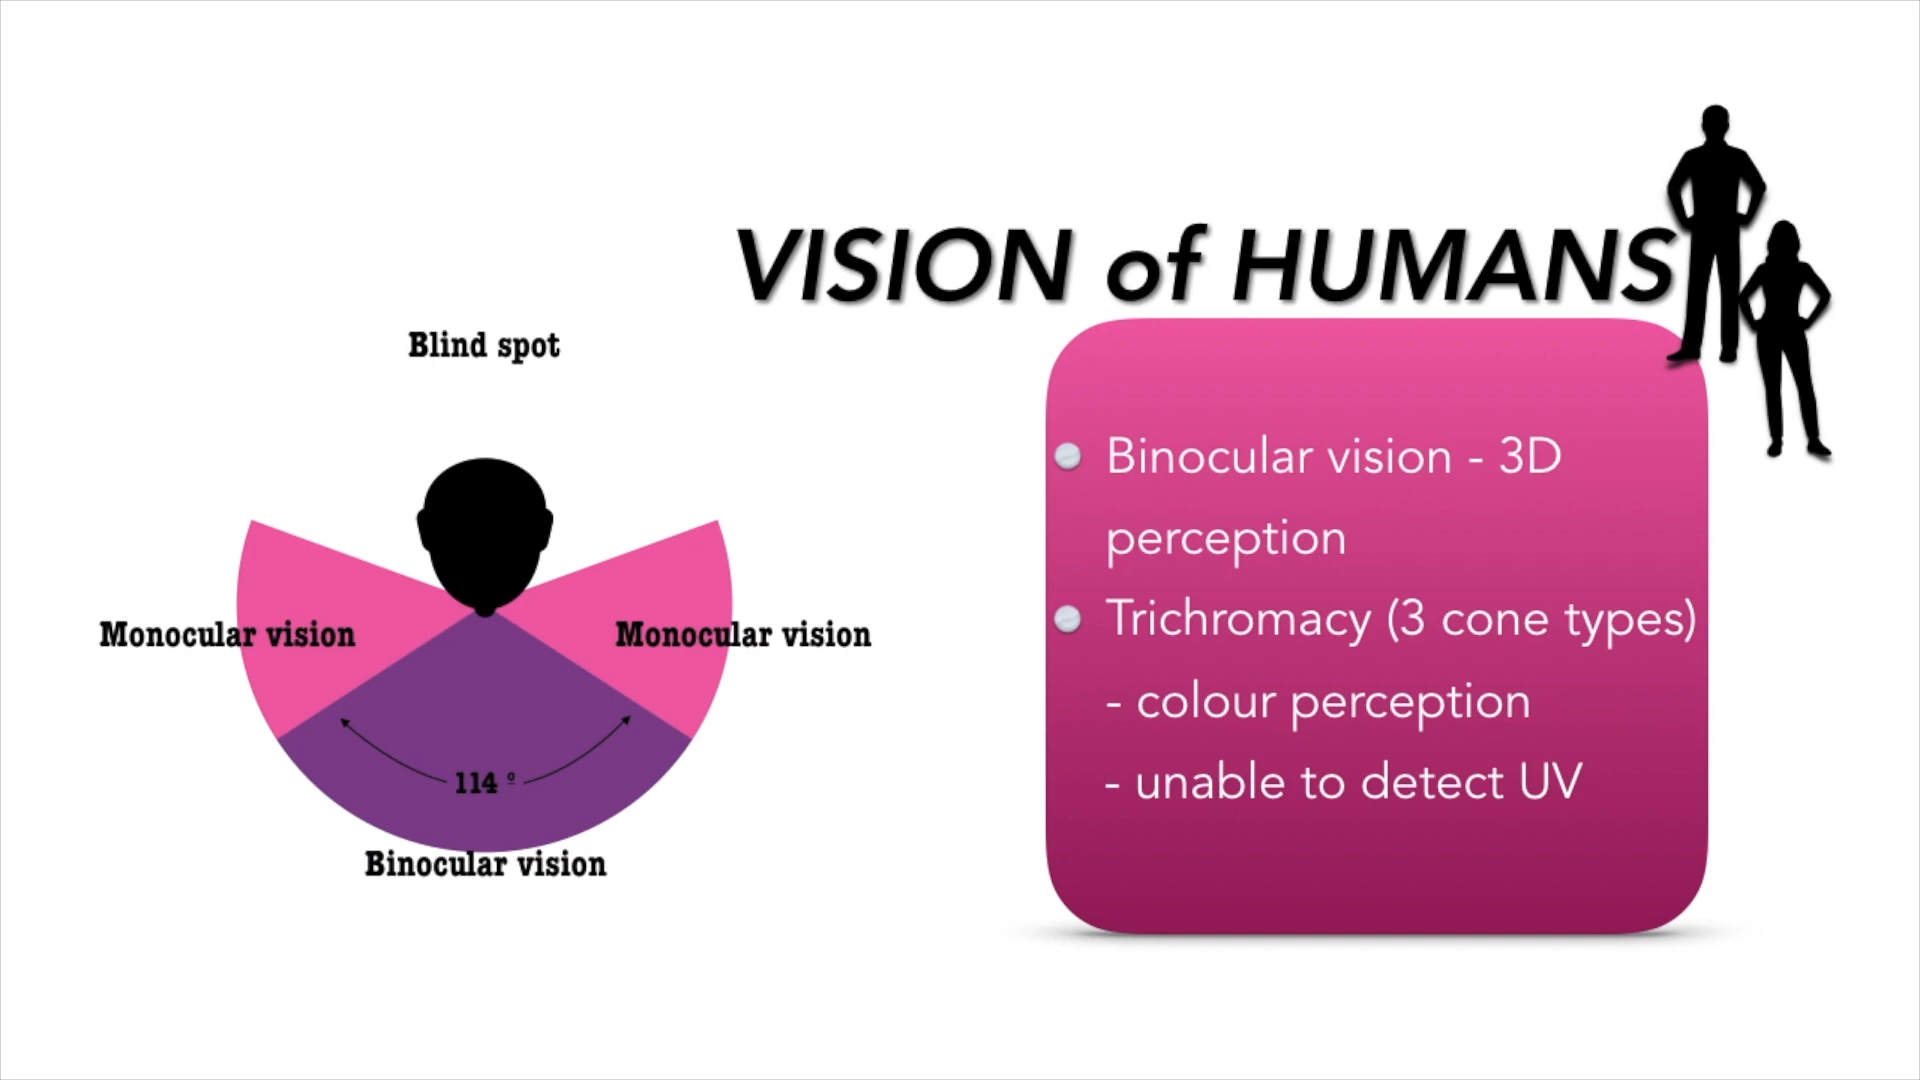 VISION of HUMANS
Blind spot
Monocular vision
Monocular vision
114 º
Binocular vision
Binocular vision - 3D
perception
Trichromacy (3 cone types)
- colour perception
- unable to detect UV